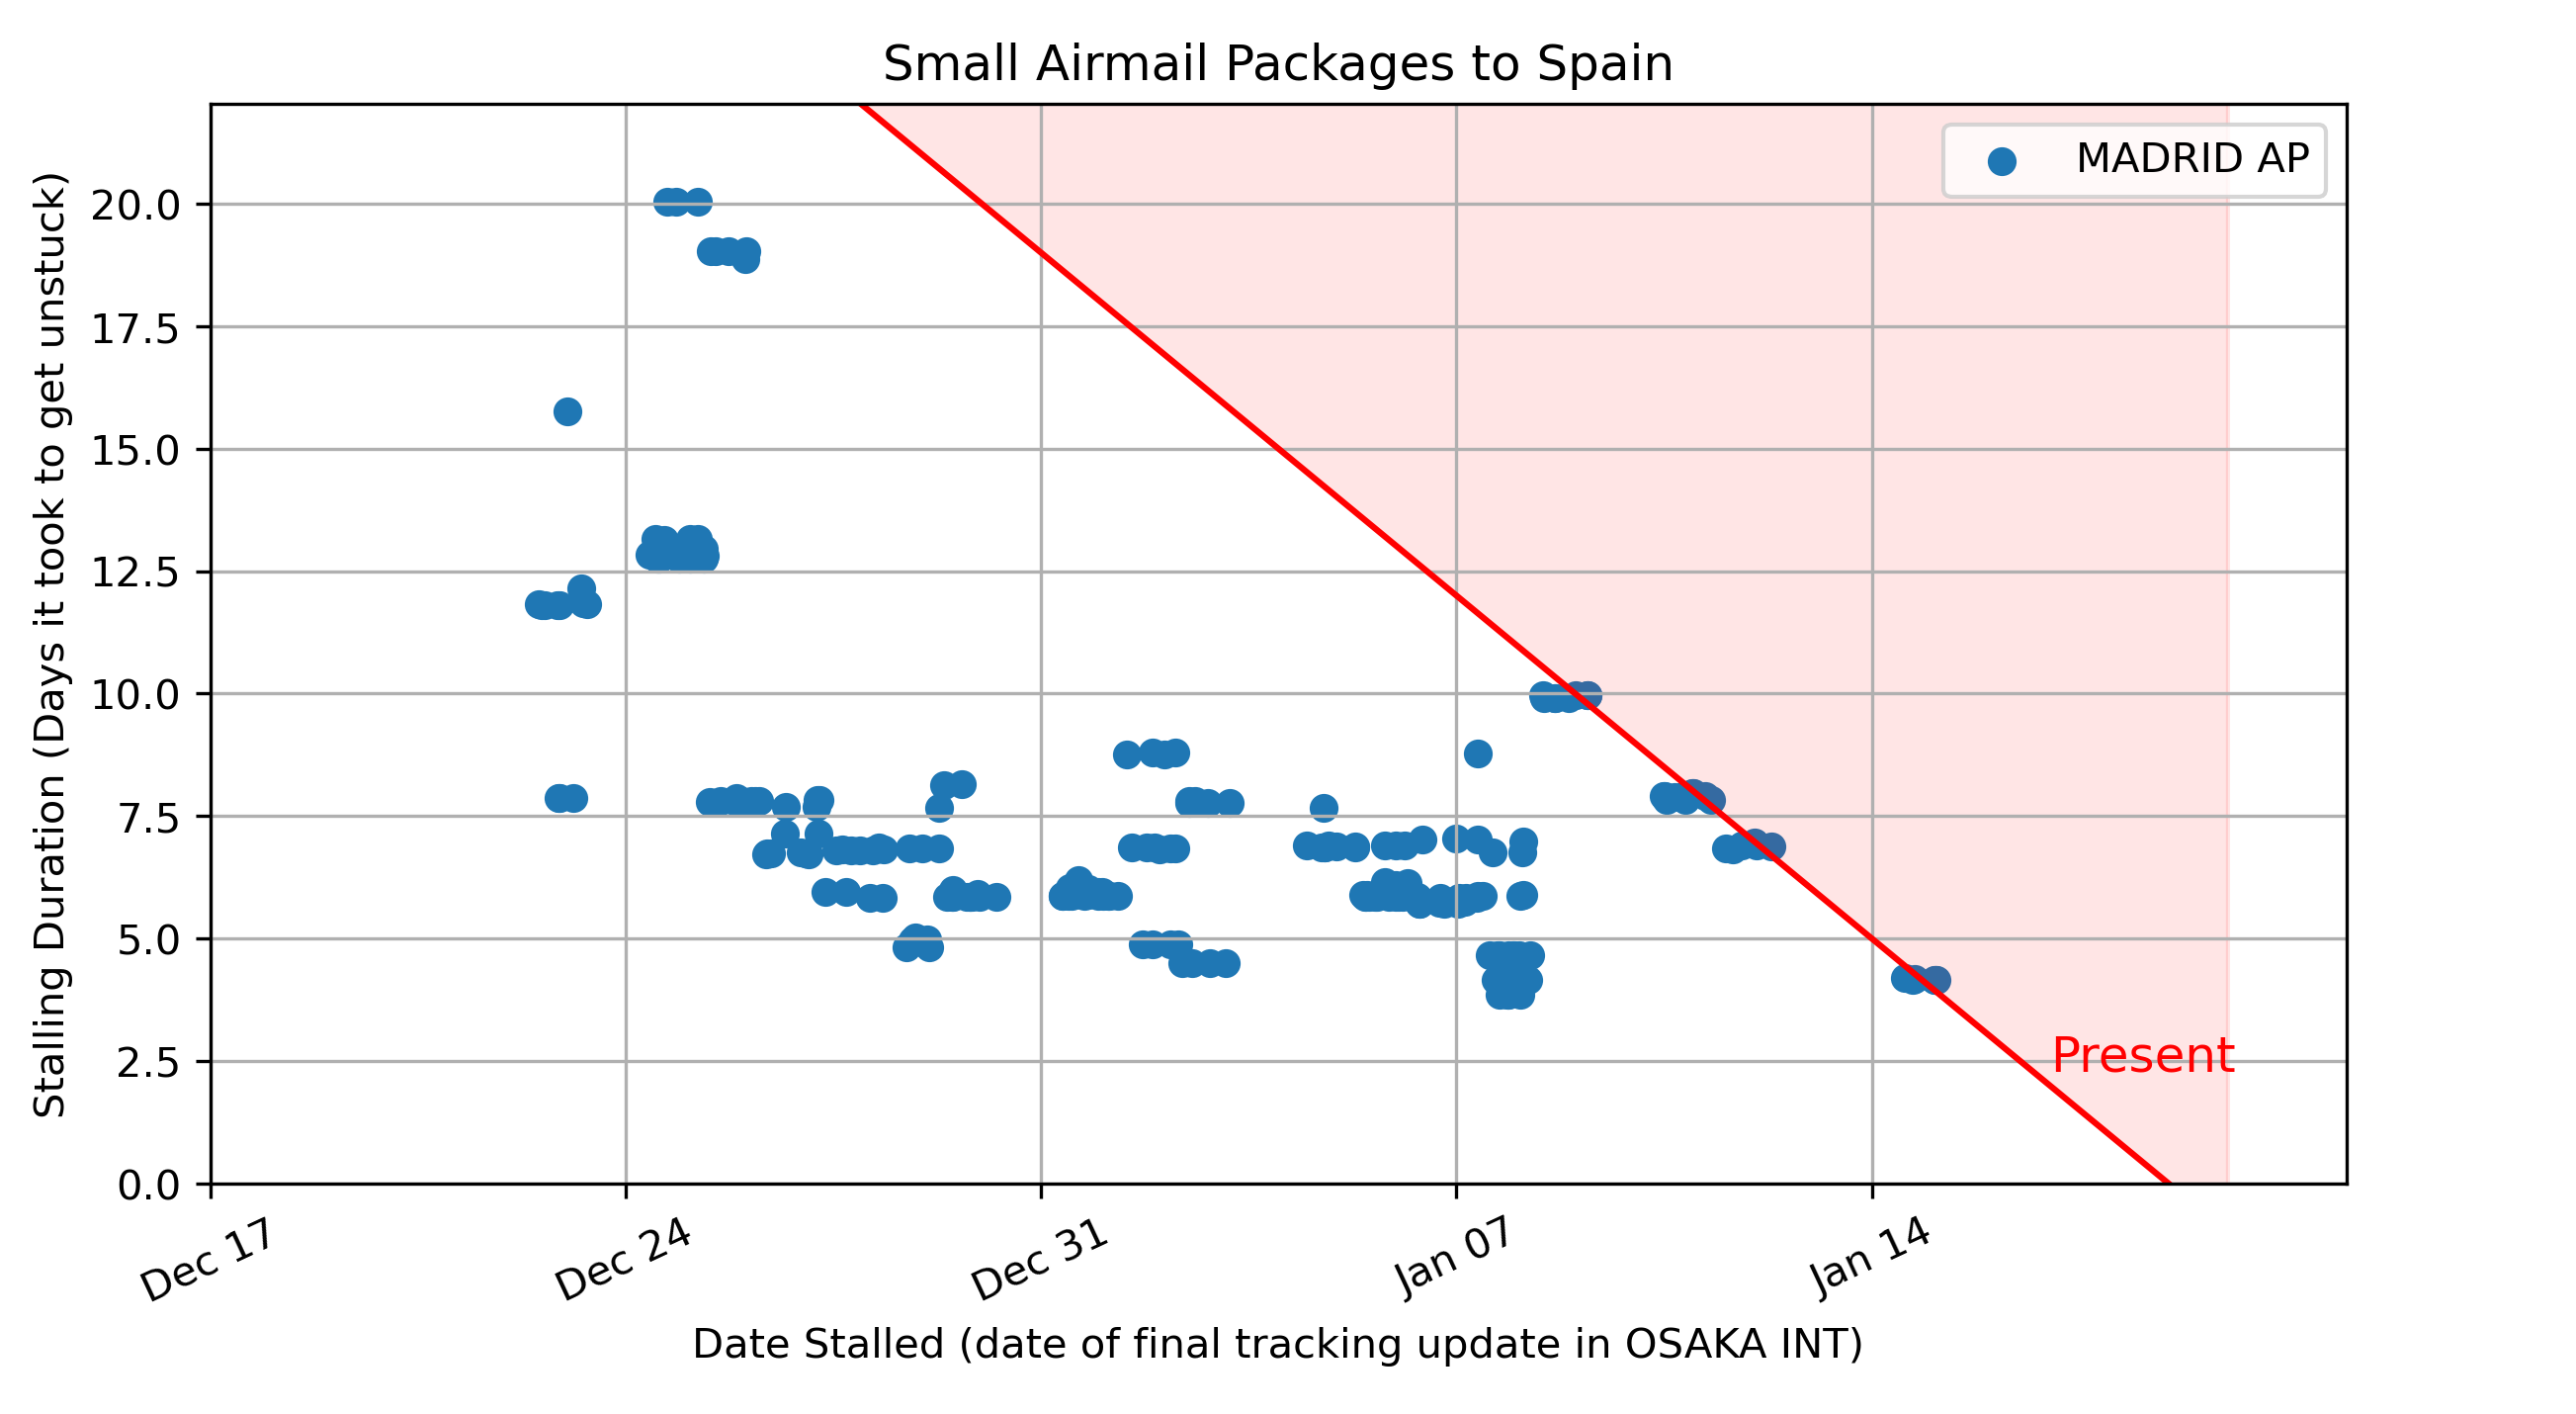 Small Airmail Packages to Spain
MADRID AP
Stalling Duration (Days it took to get unstuck)
20.0
17.5
15.0
12.5
10.0
7.5
5.0
2.5
0.0
Present
Dec 17
Dec 24
Dec 31
Jan 07
Jan 14
Date Stalled (date of final tracking update in OSAKA INT)